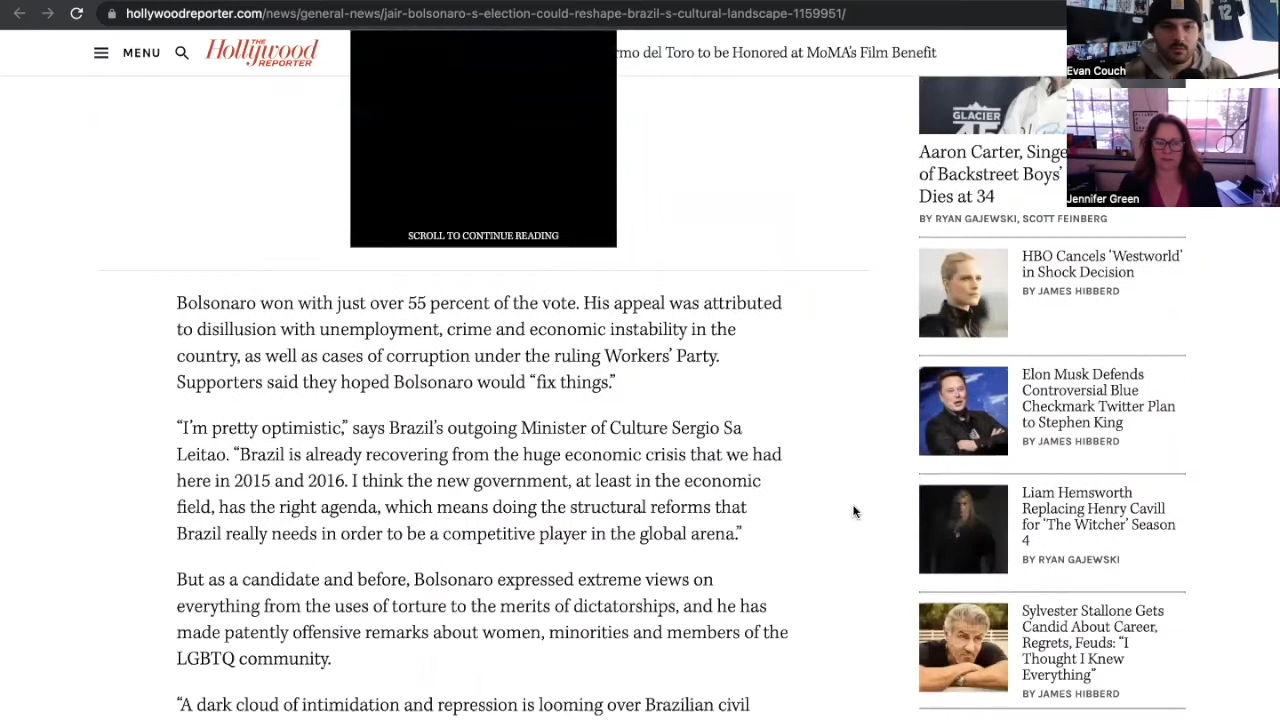 hollywoodreporter.com/news/general-news/jair-bolsonaro-s-election-could-reshape-brazil-s-cultural-landscape-1159951/
MENU
THE
Hollywood
REPORTER
rmo del Toro to be Honored at MoMA's Film Benefit
12
Evan Couch
Jennifer Green
SCROLL TO CONTINUE READING
Bolsonaro won with just over 55 percent of the vote. His appeal was attributed
to disillusion with unemployment, crime and economic instability in the
country, as well as cases of corruption under the ruling Workers' Party.
Supporters said they hoped Bolsonaro would “fix things.”
“I'm pretty optimistic,” says Brazil's outgoing Minister of Culture Sergio Sa
Leitao. “Brazil is already recovering from the huge economic crisis that we had
here in 2015 and 2016. I think the new government, at least in the economic
field, has the right agenda, which means doing the structural reforms that
Brazil really needs in order to be a competitive player in the global arena.”
But as a candidate and before, Bolsonaro expressed extreme views on
everything from the uses of torture to the merits of dictatorships, and he has
made patently offensive remarks about women, minorities and members of the
LGBTQ community.
“A dark cloud of intimidation and repression is looming over Brazilian civil
GLACIER
Aaron Carter, Singe
of Backstreet Boys'
Dies at 34
BY RYAN GAJEWSKI, SCOTT FEINBERG
HBO Cancels ‘Westworld’
in Shock Decision
BY JAMES HIBBERD
Elon Musk Defends
Controversial Blue
Checkmark Twitter Plan
to Stephen King
BY JAMES HIBBERD
Liam Hemsworth
Replacing Henry Cavill
for ‘The Witcher’ Season
4
BY RYAN GAJEWSKI
Sylvester Stallone Gets
Candid About Career,
Regrets, Feuds: “I
Thought I Knew
Everything”
BY JAMES HIBBERD